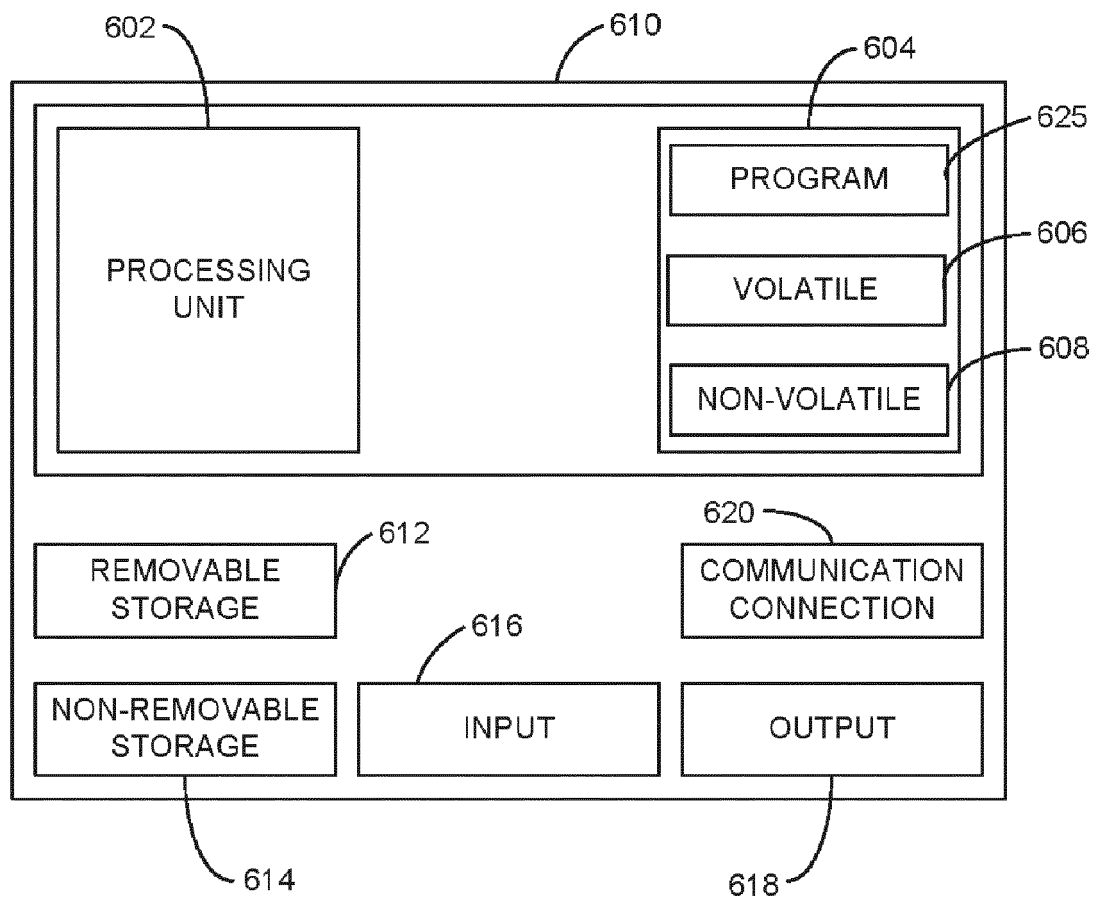 602
610
604
625
PROGRAM
606
PROCESSING
UNIT
VOLATILE
608
NON-VOLATILE
620
612
REMOVABLE
STORAGE
COMMUNICATION
CONNECTION
616
NON-REMOVABLE
STORAGE
INPUT
OUTPUT
614
618